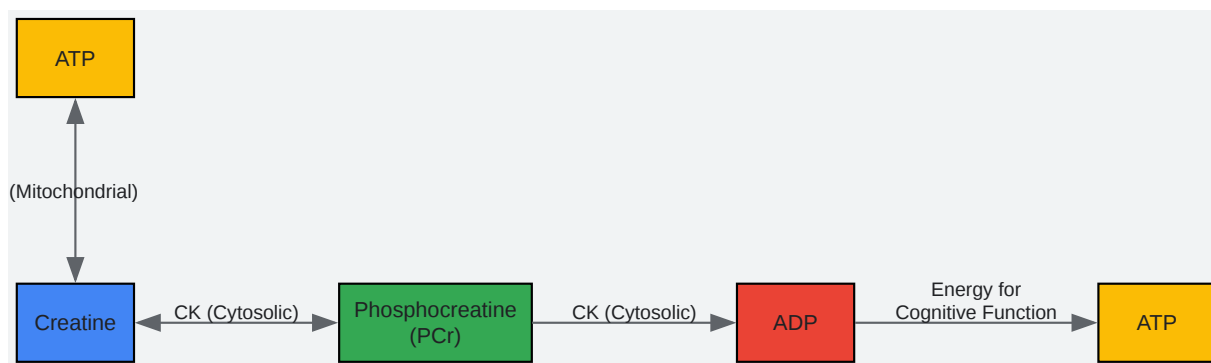 ATP
(Mitochondrial)
Creatine
CK (Cytosolic)
Phosphocreatine
(PCr)
CK (Cytosolic)
ADP
Energy for
Cognitive Function
ATP